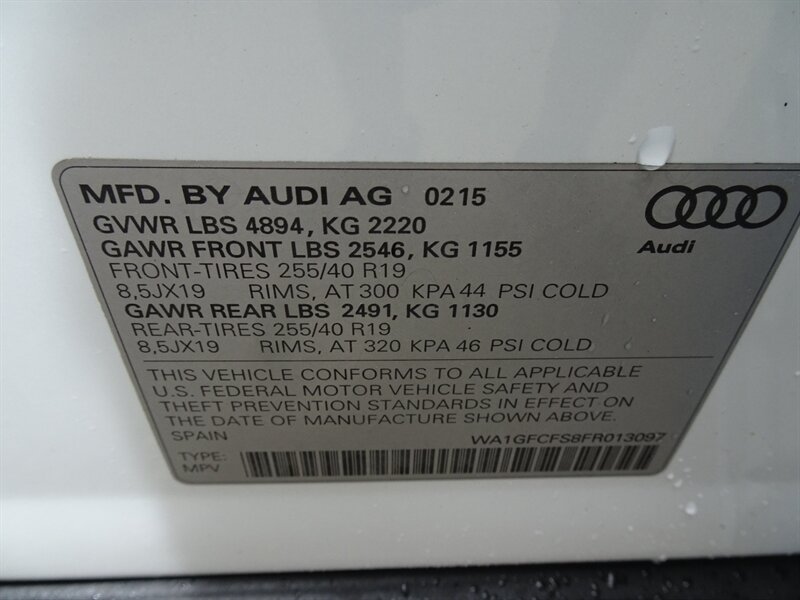 MFD. BY AUDI AG 0215
GVWR LBS 4894, KG 2220
GAWR FRONT LBS 2546, KG 1155
FRONT-TIRES 255/40 R19
8,5JX19 RIMS, AT 300 KPA 44 PSI COLD
GAWR REAR LBS 2491, KG 1130
REAR-TIRES 255/40 R19
8,5JX19 RIMS, AT 320 KPA 46 PSI COLD
Audi
THIS VEHICLE CONFORMS TO ALL APPLICABLE
U.S. FEDERAL MOTOR VEHICLE SAFETY AND
THEFT PREVENTION STANDARDS IN EFFECT ON
THE DATE OF MANUFACTURE SHOWN ABOVE.
SPAIN WA1GFCFS8FR013097
TYPE:
MPV